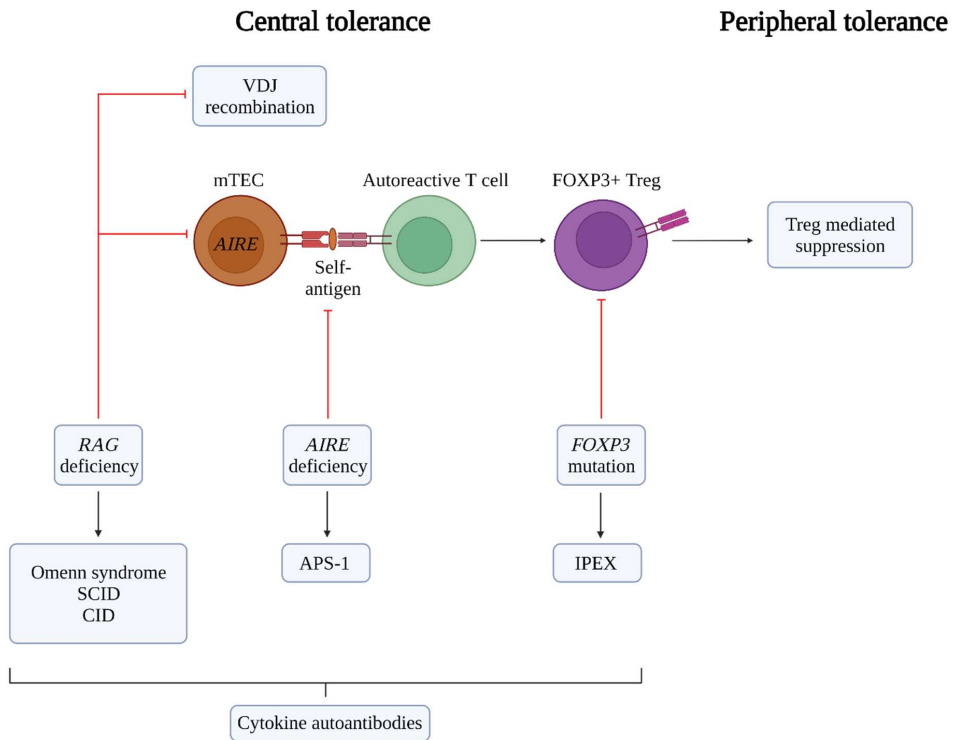 Central tolerance
Peripheral tolerance
VDJ
recombination
mTEC
Autoreactive T cell
FOXP3+ Treg
AIRE
Self-
antigen
Treg mediated
suppression
RAG
deficiency
AIRE
deficiency
FOXP3
mutation
Omenn syndrome
SCID
CID
APS-1
IPEX
Cytokine autoantibodies